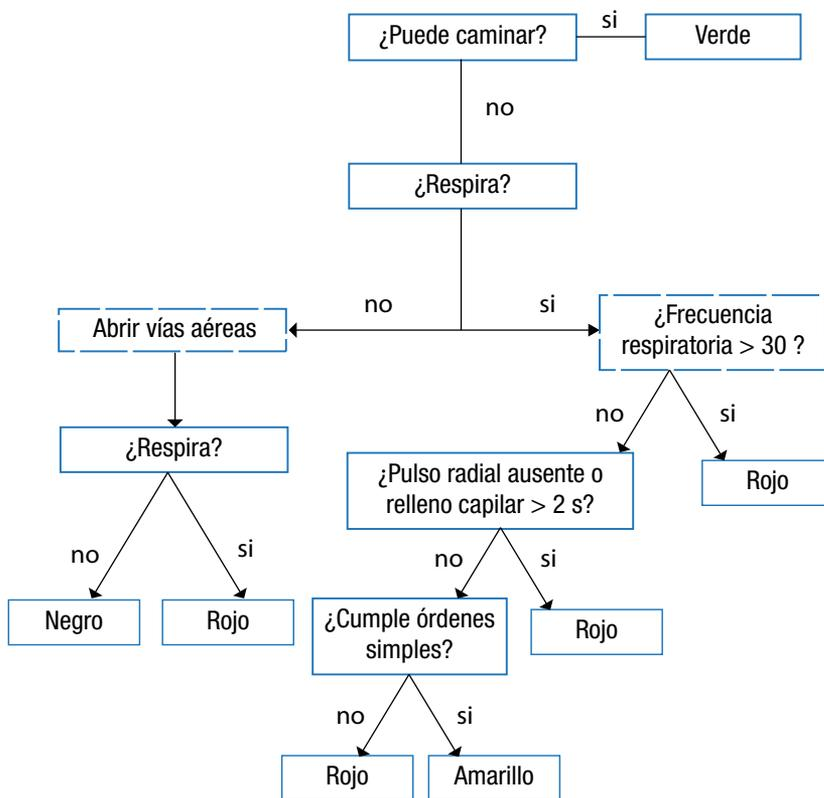 ¿Puede caminar?
si
Verde
no
¿Respira?
no
si
Abrir vías aéreas
¿Frecuencia
respiratoria > 30 ?
no
si
¿Respira?
¿Pulso radial ausente o
relleno capilar > 2 s?
Rojo
no
si
no
si
Negro
Rojo
¿Cumple órdenes
simples?
Rojo
no
si
Rojo
Amarillo